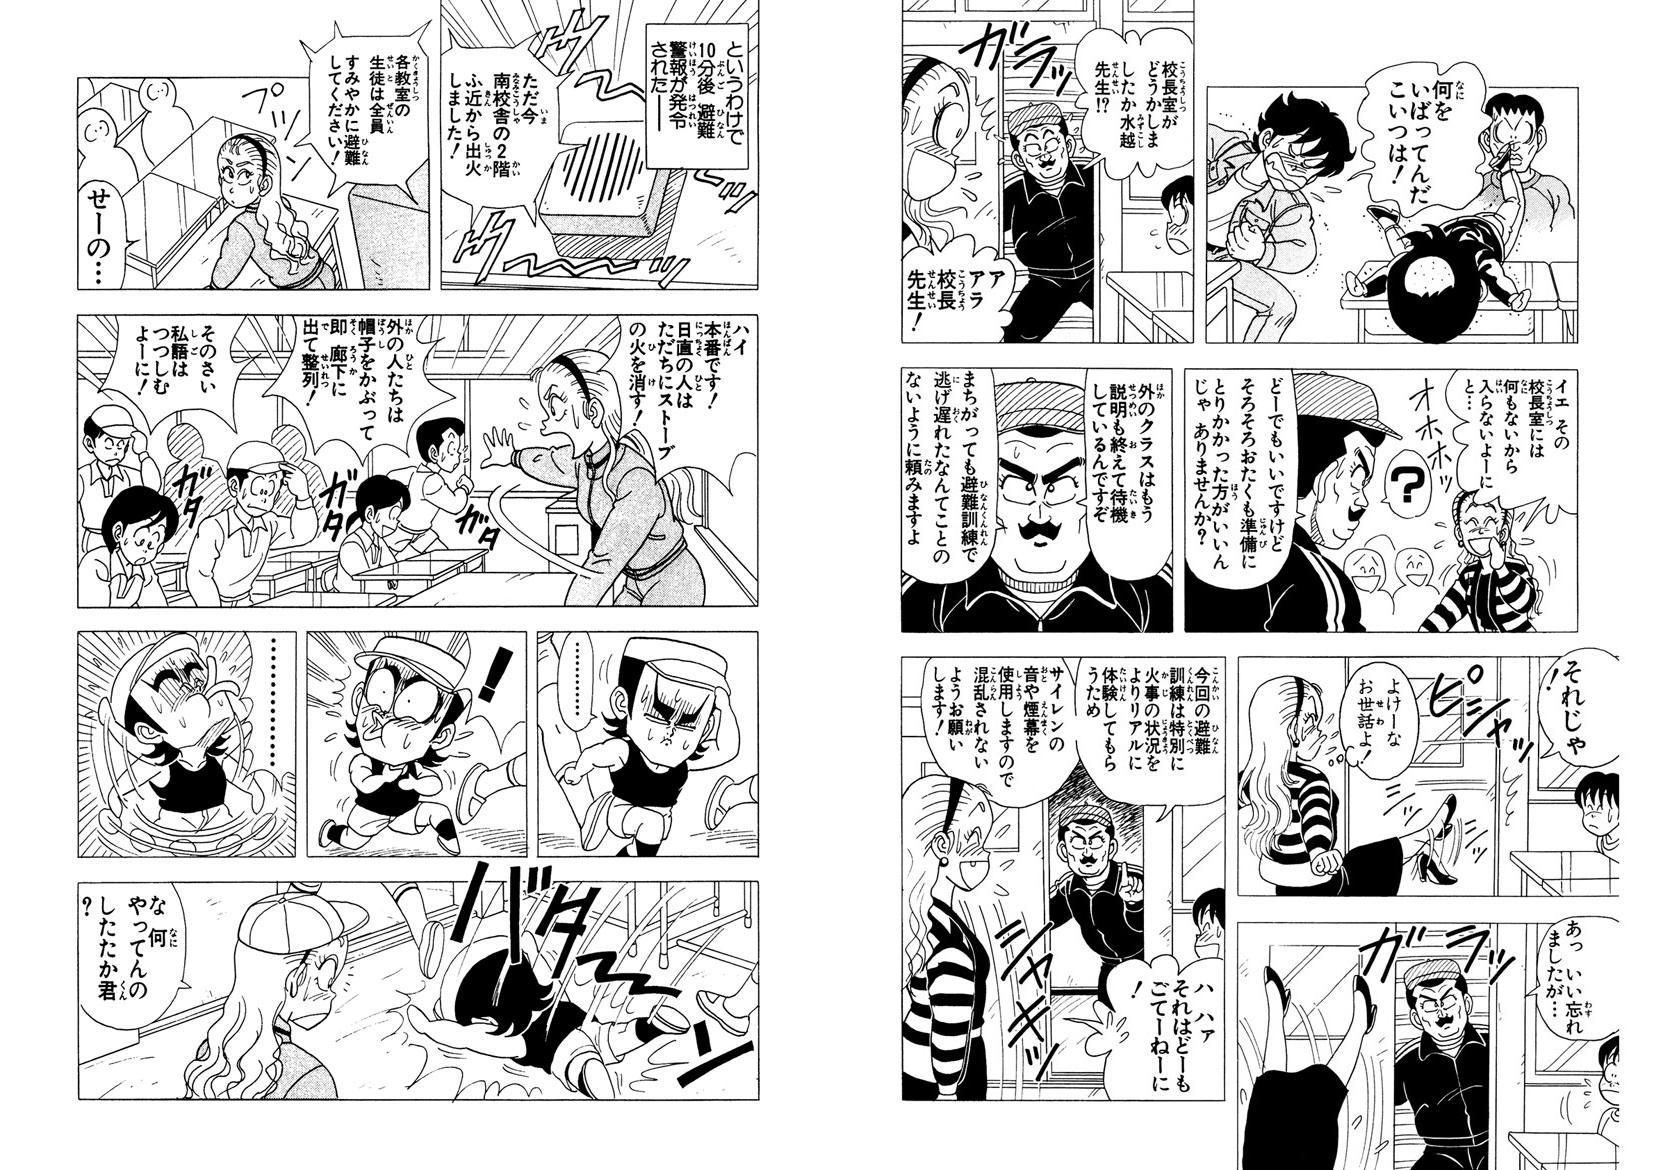 何を
いばってんだ
こいつは！
ガラッ
校長室が
どうかしま
したか水越
先生!?
ア
アラ
校長
先生！
イエ その
校長室には
何もないから
入らないよーに
と…
オホホッ
？
どーでもいいですけど
そろそろおたくも準備に
とりかかった方がいいん
じゃ ありませんか？
外のクラスはもう
説明も終えて待機
しているんですぞ
まちがっても避難訓練で
逃げ遅れたなんてことの
ないように頼みますよ
それじゃ
！
ピシャッ
よけーな
お世話よ！
あっ いい忘れ
ましたが…
ガラッ
今回の避難
訓練は特別に
火事の状況を
よりリアルに
体験してもら
うため
サイレンの
音や煙幕を
使用しますので
混乱されない
ようお願い
します！
ハ ハァ
それはどーも
ごてーねーに
！
シャキッ
というわけで
10分後 避難
警報が発令
された──
ただ今
南校舎の2階
ふ近から出火
しました！
各教室の
生徒は全員
すみやかに避難
してください！
プッツン
せーの…
ハイ
本番です！
日直の人は
ただちにストーブ
の火を消す！
外の人たちは
帽子をかぶって
即 廊下に
出て整列！
そのさい
私語は
つつしむ
よーに！
ガタ
ガタ
ガタ
………
！
…………
バタ〜ン
な 何
やってんの
したたか君
？